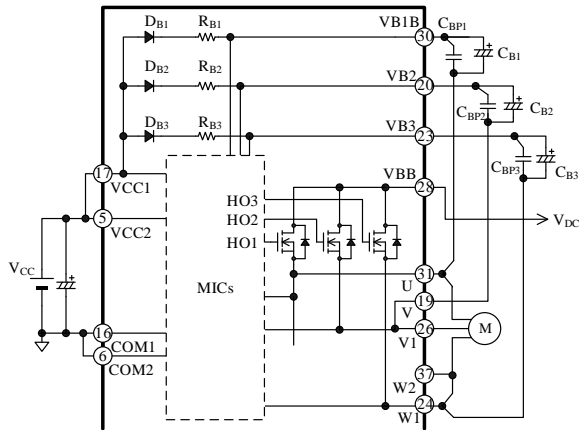 DB1 RB1 VB1B 30 CBP1 CB1
DB2 RB2 VB2 20 CBP2 CB2
DB3 RB3 VB3 23 CBP3 CB3
17 VCC1
VBB 28
VDC
5 VCC2
HO3
HO2
HO1
VCC
MICs
31 U
19 V
26 V1
M
16 COM1
6 COM2
37 W2
24 W1